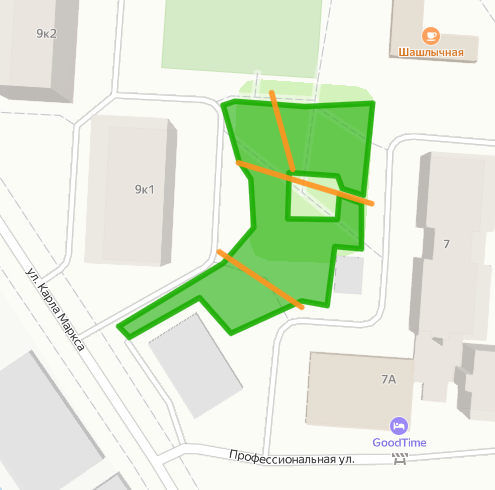 9к2
Шашлычная
9к1
7
ул. Карла Маркса
7А
GoodTime
Профессиональная ул.